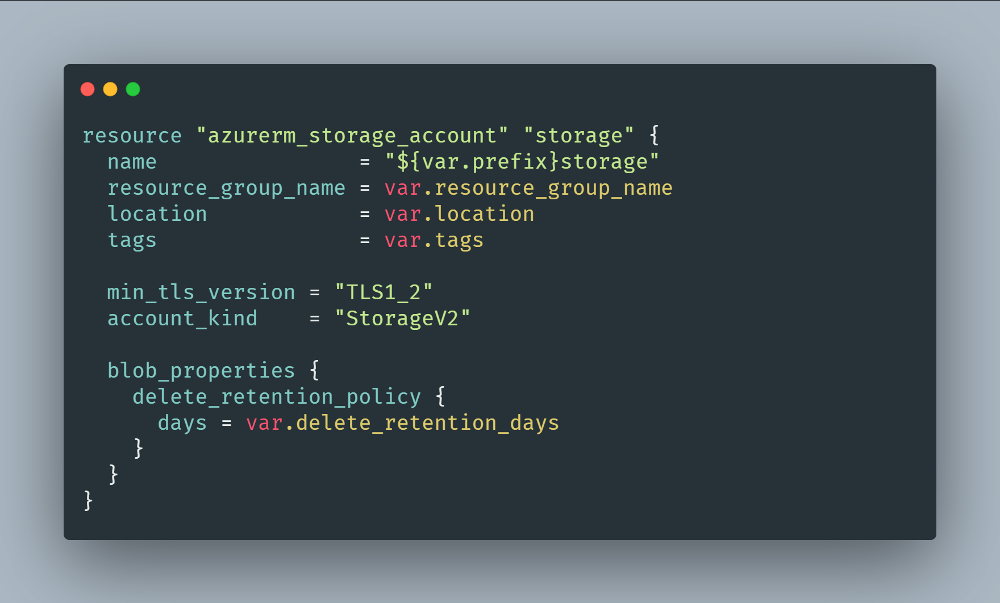 resource "azurerm_storage_account" "storage" {
  name                = "${var.prefix}storage"
  resource_group_name = var.resource_group_name
  location            = var.location
  tags                = var.tags

  min_tls_version = "TLS1_2"
  account_kind    = "StorageV2"

  blob_properties {
    delete_retention_policy {
      days = var.delete_retention_days
    }
  }
}